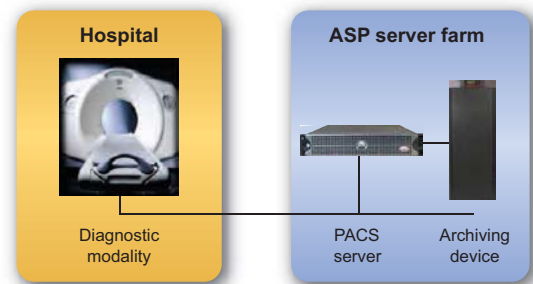 Hospital
Diagnostic
modality
ASP server farm
PACS
server
Archiving
device